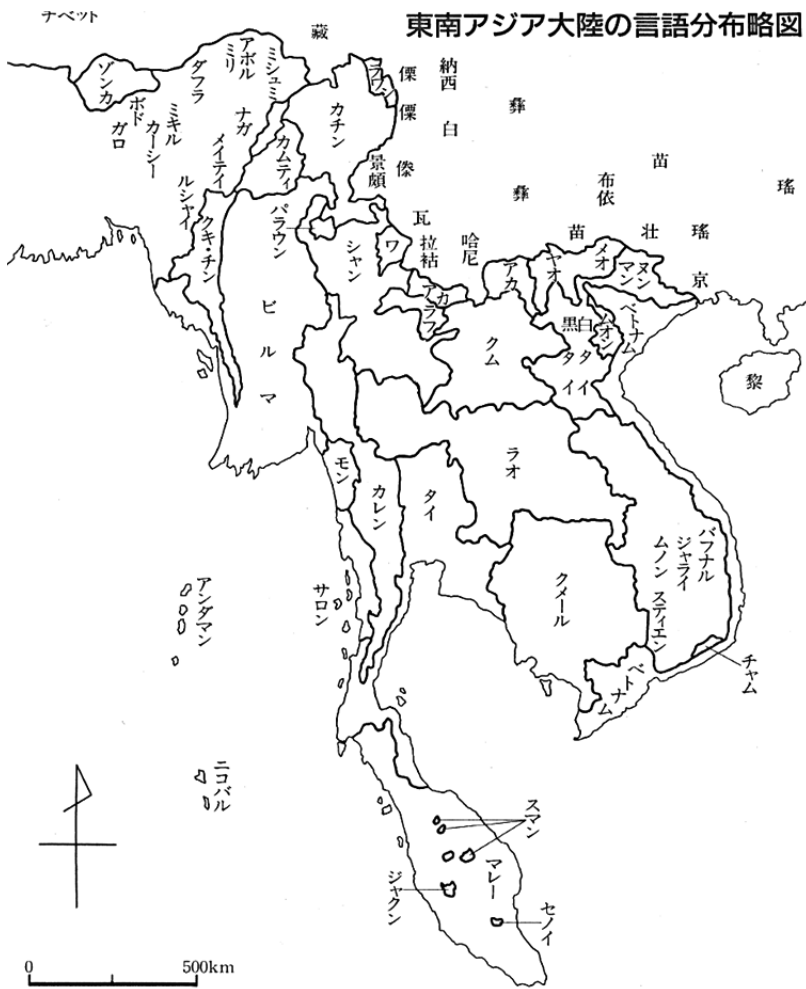 東南アジア大陸の言語分布略図
チベット
ゾンカ
ボド
ガロ
カーシー
ミキル
ダフラ
ミリ
アボル
ミシュミ
ナガ
メイテイ
ルシャイ
クキ・チン
カムティ
カチン
ラワン
藏
傈
僳
納西
白
彝
彝
苗
布依
瑤
景頗
傣
パラウン
シャン
瓦
ワ
拉祜
哈尼
アカ
苗
ヤオ
メオ
壮
瑤
京
マン
ヌン
アカ
ラフ
ビルマ
クム
黒タイ
白タイ
ムオン
ベトナム
黎
モン
カレン
タイ
ラオ
クメール
バフナル
ジャライ
ムノン
スティエン
チャム
ベトナム
アンダマン
サロン
ニコバル
スマン
マレー
ジャクン
セノイ
0
500km